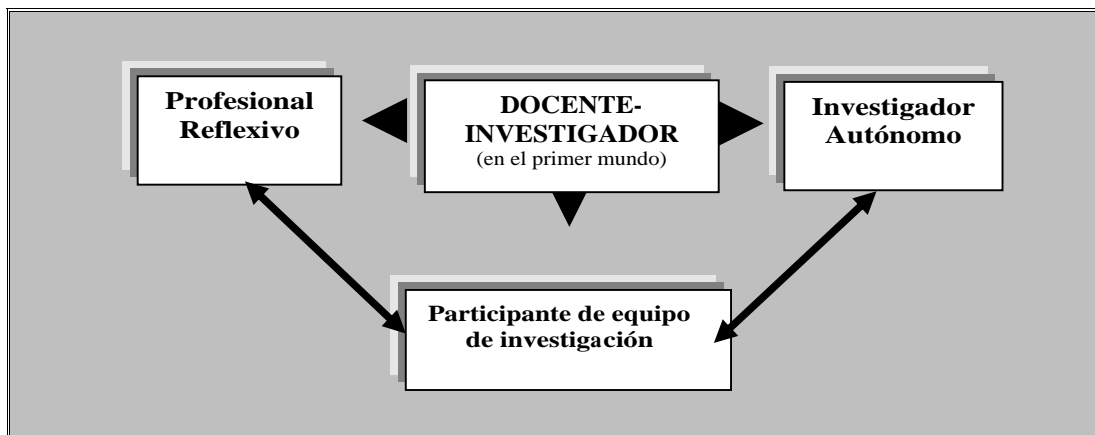 Profesional
Reflexivo
DOCENTE-
INVESTIGADOR
(en el primer mundo)
Investigador
Autónomo
Participante de equipo
de investigación